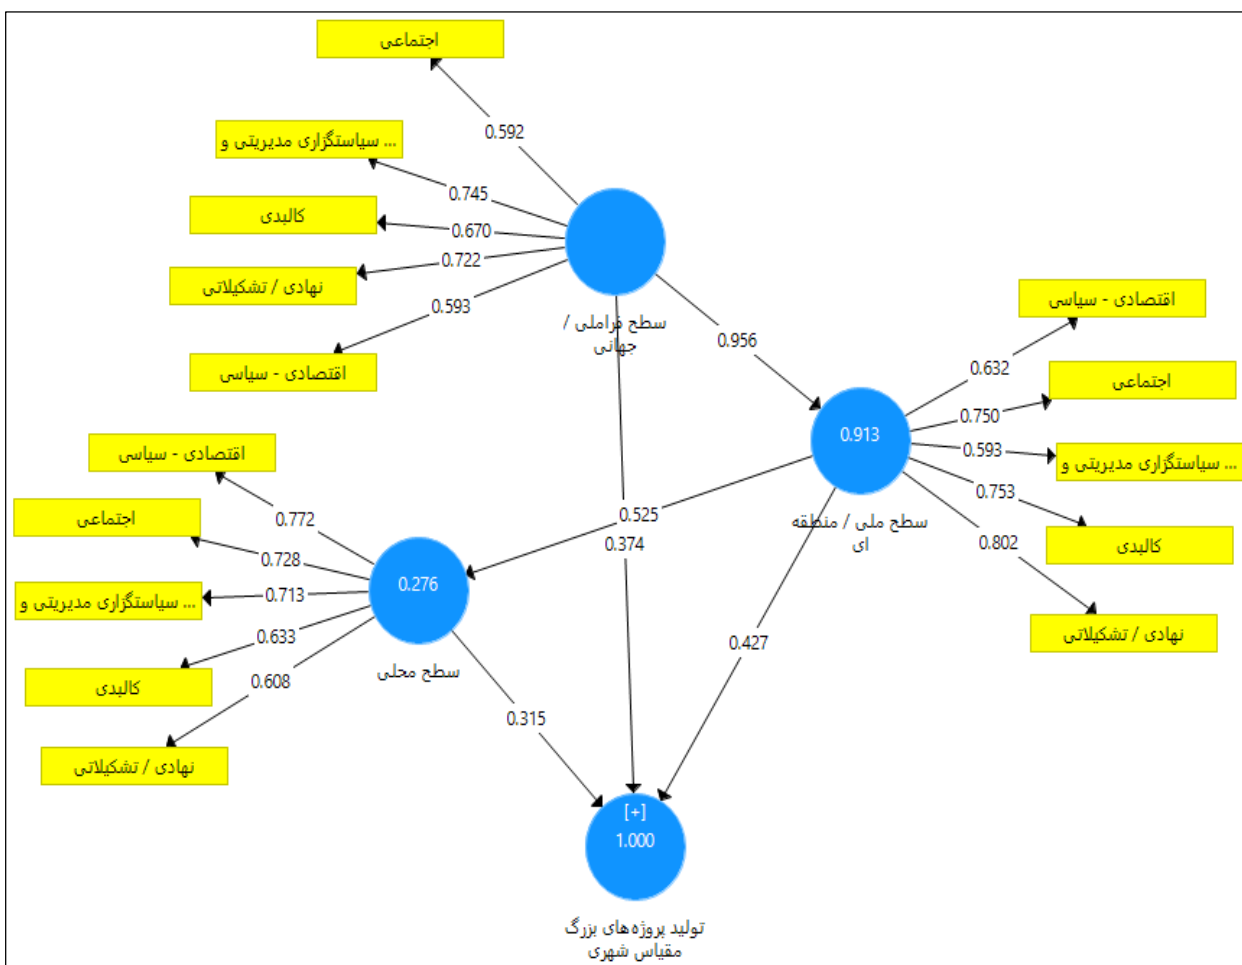 اجتماعی
0.592
سیاستگزاری مدیریتی و ...
0.745
کالبدی
0.670
نهادی / تشکیلاتی
0.722
0.593
اقتصادی - سیاسی
سطح فراملی /
جهانی
0.956
اقتصادی - سیاسی
0.632
اجتماعی
0.750
0.913
0.593
سیاستگزاری مدیریتی و ...
0.753
کالبدی
0.802
نهادی / تشکیلاتی
سطح ملی / منطقه
ای
0.525
0.374
0.427
اقتصادی - سیاسی
0.772
اجتماعی
0.728
0.276
سیاستگزاری مدیریتی و ...
0.713
0.633
کالبدی
0.608
نهادی / تشکیلاتی
سطح محلی
0.315
[+]
1.000
تولید پروژه‌های بزرگ
مقیاس شهری